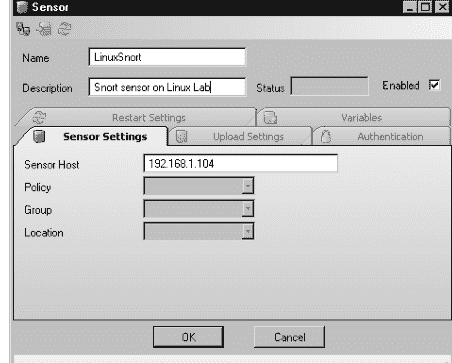 Sensor
Name LinuxSnort
Description Snort sensor on Linux Lab Status Enabled
Restart Settings Variables
Sensor Settings Upload Settings Authentication
Sensor Host 192.168.1.104
Policy
Group
Location
OK Cancel